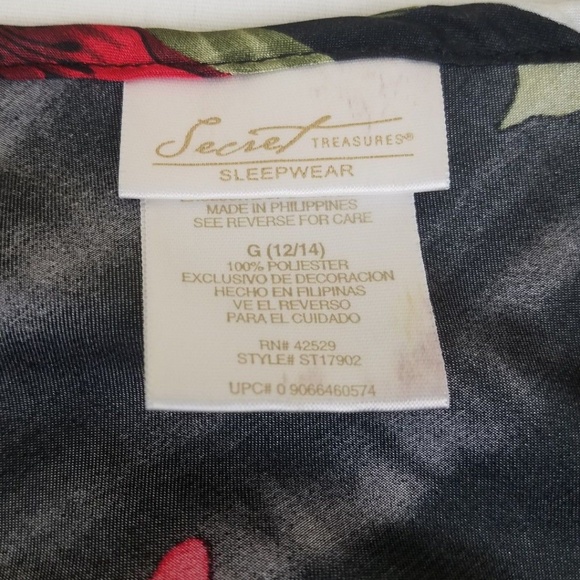 Secret TREASURES®
SLEEPWEAR
MADE IN PHILIPPINES
SEE REVERSE FOR CARE
G (12/14)
100% POLIESTER
EXCLUSIVO DE DECORACION
HECHO EN FILIPINAS
VE EL REVERSO
PARA EL CUIDADO
RN# 42529
STYLE# ST17902
UPC# 0 9066460574